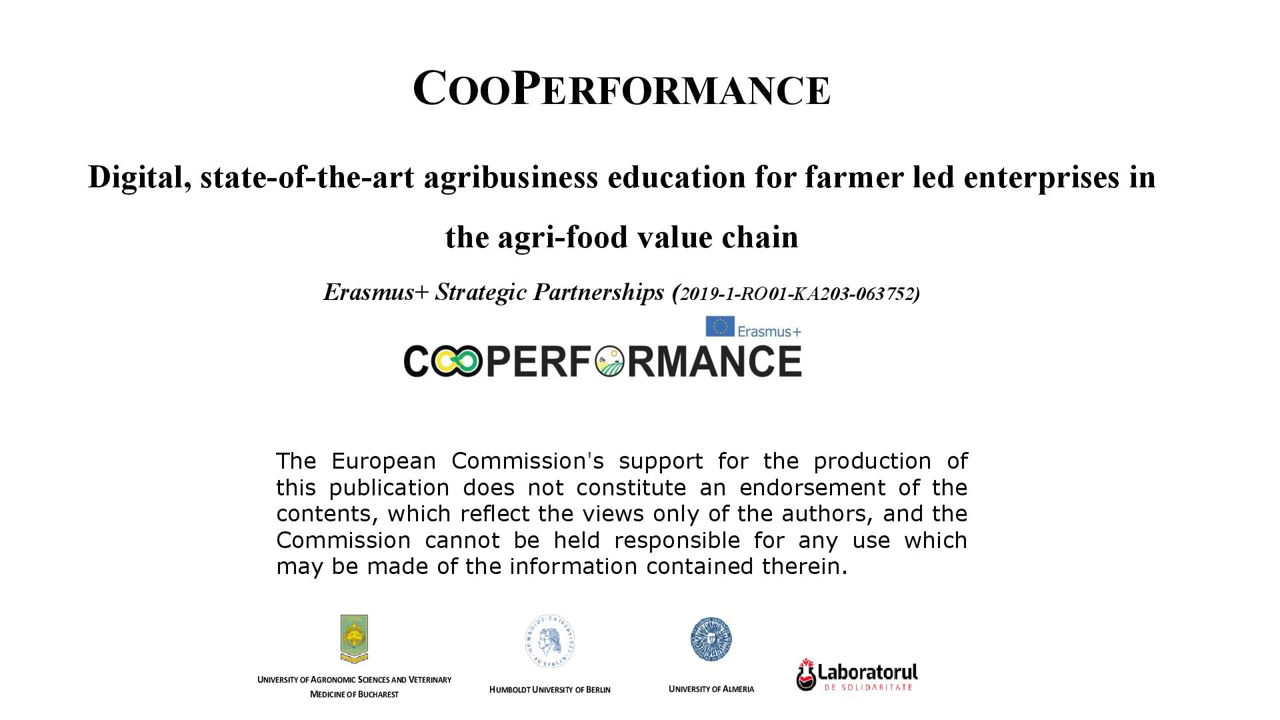 COOPERFORMANCE
Digital, state-of-the-art agribusiness education for farmer led enterprises in
the agri-food value chain
Erasmus+ Strategic Partnerships (2019-1-RO01-KA203-063752)
Erasmus+
COOPERFORMANCE
The European Commission's support for the production of
this publication does not constitute an endorsement of the
contents, which reflect the views only of the authors, and the
Commission cannot be held responsible for any use which
may be made of the information contained therein.
UNIVERSITY OF AGRONOMIC SCIENCES AND VETERINARY
MEDICINE OF BUCHAREST
HUMBOLDT UNIVERSITY OF BERLIN
UNIVERSITY OF ALMERIA
Laboratorul
DE SOLIDARITATE